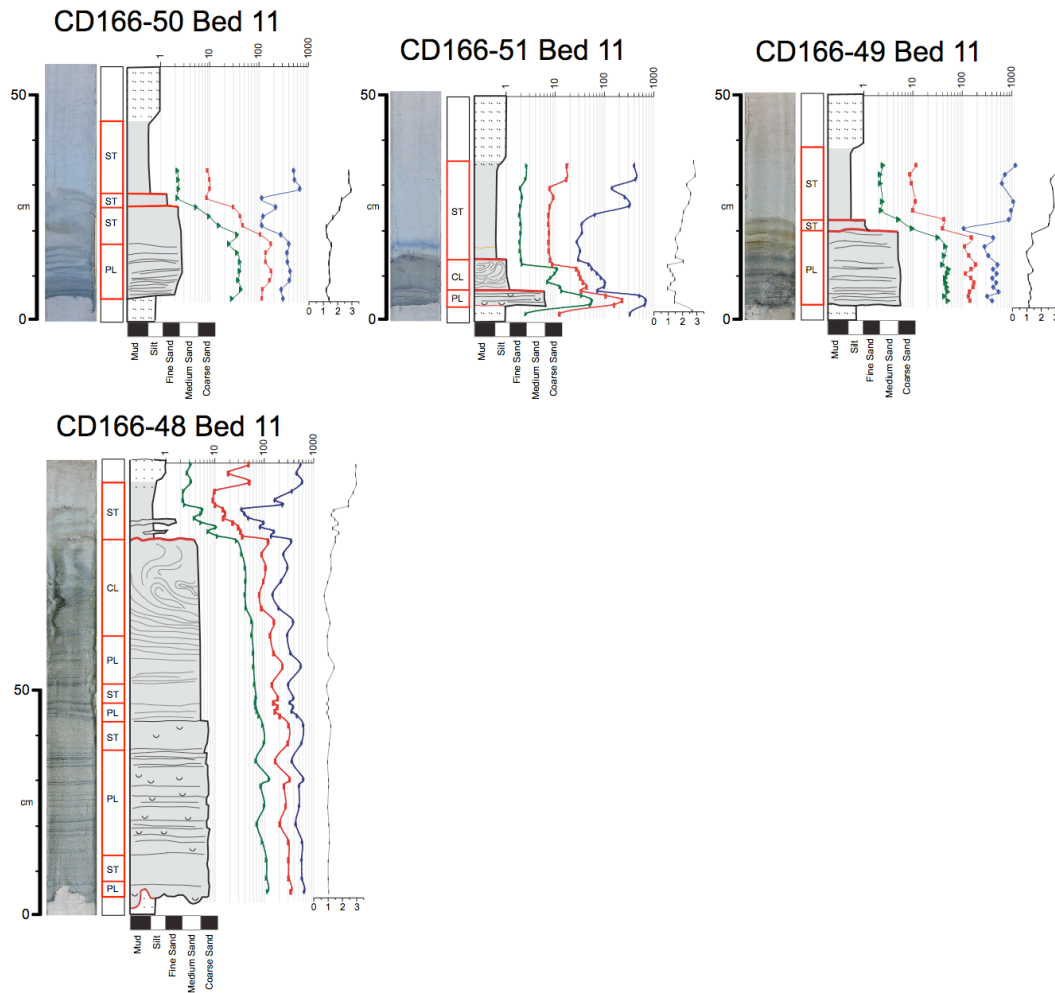 CD166-50 Bed 11
1
10
100
1000
50
cm
0
ST
ST
ST
PL
0 1 2 3
Mud
Silt
Fine Sand
Medium Sand
Coarse Sand
CD166-51 Bed 11
1
10
100
1000
50
cm
0
ST
CL
PL
0 1 2 3
Mud
Silt
Fine Sand
Medium Sand
Coarse Sand
CD166-49 Bed 11
1
10
100
1000
50
cm
0
ST
ST
PL
0 1 2 3
Mud
Silt
Fine Sand
Medium Sand
Coarse Sand
CD166-48 Bed 11
1
10
100
1000
50
cm
0
ST
CL
PL
ST
PL
ST
PL
ST
PL
0 1 2 3
Mud
Silt
Fine Sand
Medium Sand
Coarse Sand